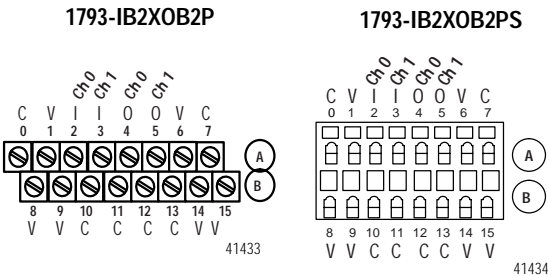 1793-IB2XOB2P
Ch 0 Ch 1 Ch 0 Ch 1
C V I I O O V C
0 1 2 3 4 5 6 7
A
B
8 9 10 11 12 13 14 15
V V C C C C V V
41433
1793-IB2XOB2PS
Ch 0 Ch 1 Ch 0 Ch 1
C V I I O O V C
0 1 2 3 4 5 6 7
A
B
8 9 10 11 12 13 14 15
V V C C C C V V
41434